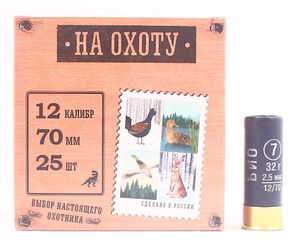 · НА ОХОТУ ·
12 КАЛИБР
70 ММ
25 ШТ
СДЕЛАНО В РОССИИ
ВЫБОР НАСТОЯЩЕГО
ОХОТНИКА
БИО
7
32 г
2,5 мм
12/70